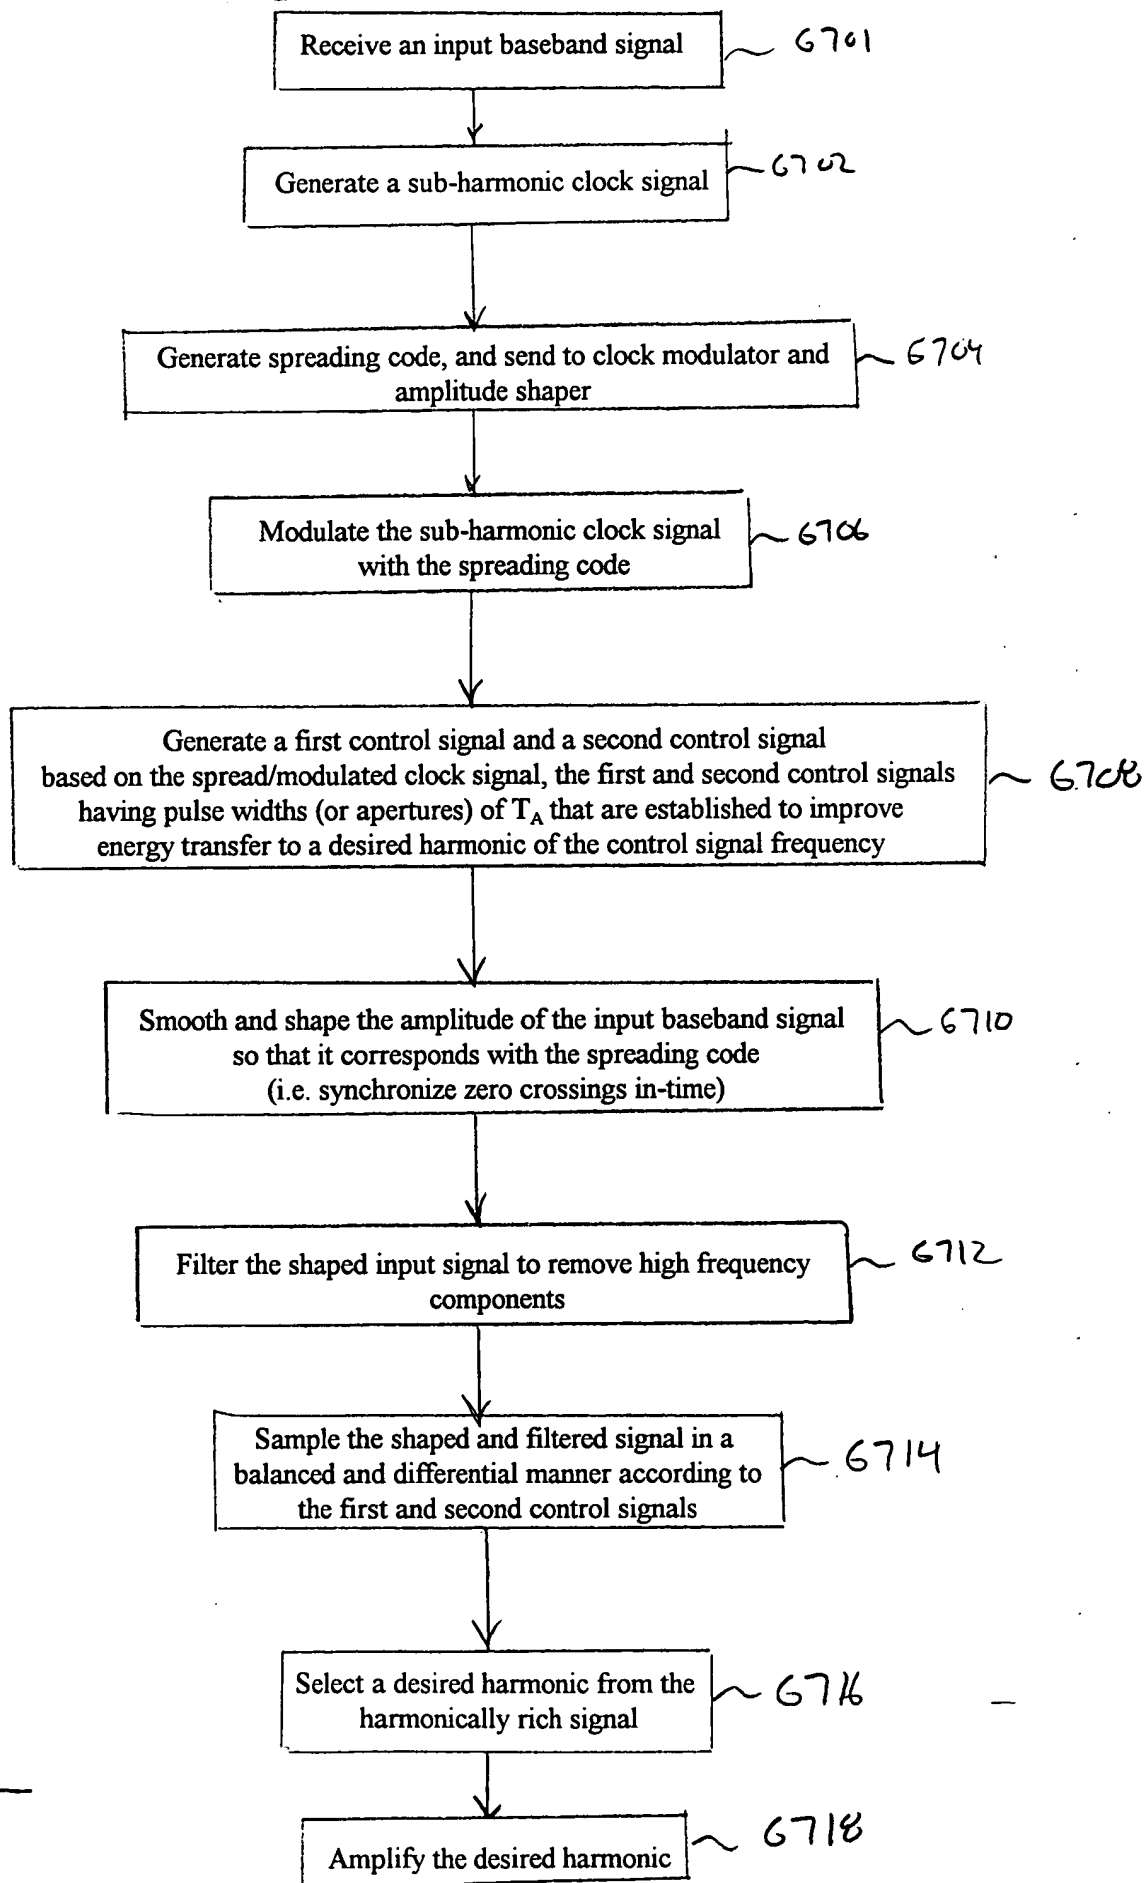 Receive an input baseband signal
6701
Generate a sub-harmonic clock signal
6702
Generate spreading code, and send to clock modulator and
amplitude shaper
6704
Modulate the sub-harmonic clock signal
with the spreading code
6706
Generate a first control signal and a second control signal
based on the spread/modulated clock signal, the first and second control signals
having pulse widths (or apertures) of T_A that are established to improve
energy transfer to a desired harmonic of the control signal frequency
6708
Smooth and shape the amplitude of the input baseband signal
so that it corresponds with the spreading code
(i.e. synchronize zero crossings in-time)
6710
Filter the shaped input signal to remove high frequency
components
6712
Sample the shaped and filtered signal in a
balanced and differential manner according to
the first and second control signals
6714
Select a desired harmonic from the
harmonically rich signal
6716
Amplify the desired harmonic
6718